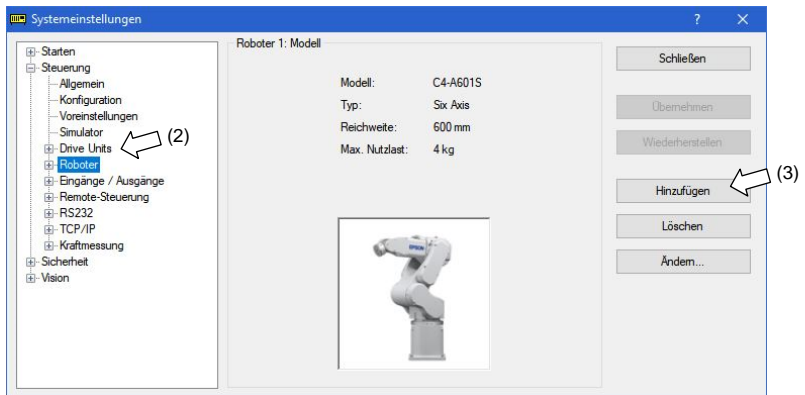 Systemeinstellungen
Starten
Steuerung
Allgemein
Konfiguration
Voreinstellungen
Simulator
Drive Units
(2)
Roboter
Eingänge / Ausgänge
Remote-Steuerung
RS232
TCP/IP
Kraftmessung
Sicherheit
Vision
Roboter 1: Modell
Modell: C4-A601S
Typ: Six Axis
Reichweite: 600 mm
Max. Nutzlast: 4 kg
EPSON
Schließen
Übernehmen
Wiederherstellen
Hinzufügen
(3)
Löschen
Ändern...